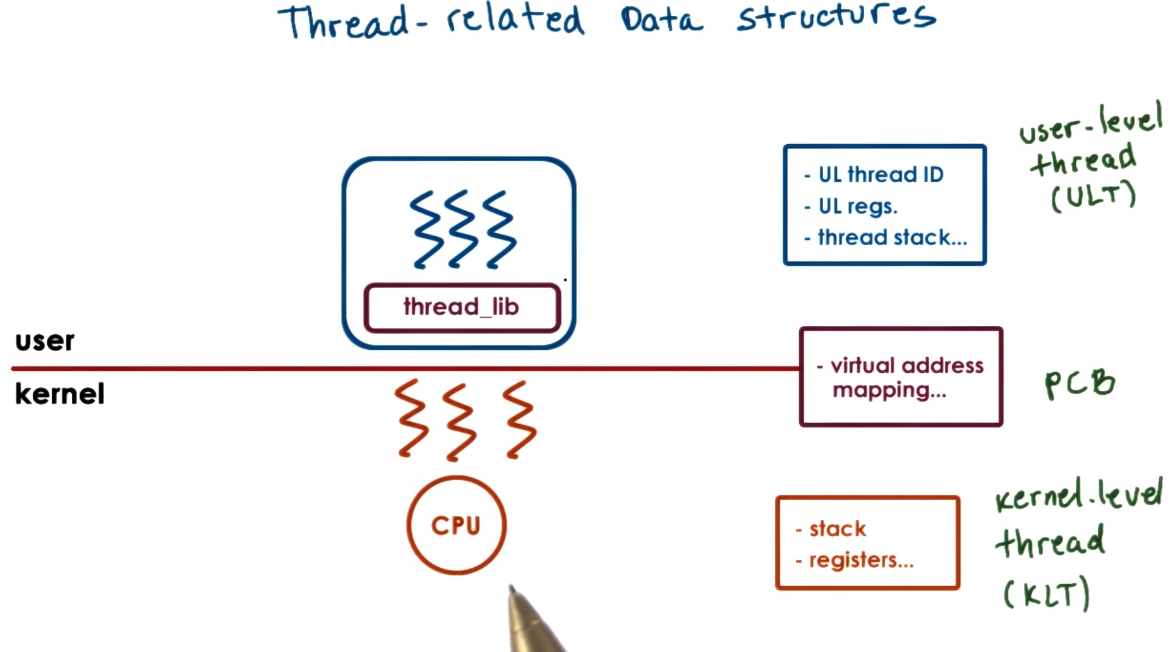 Thread-related Data structures
user-level
thread
(ULT)
- UL thread ID
- UL regs.
- thread stack...
thread_lib
user
kernel
- virtual address
mapping...
PCB
CPU
- stack
- registers...
kernel-level
thread
(KLT)